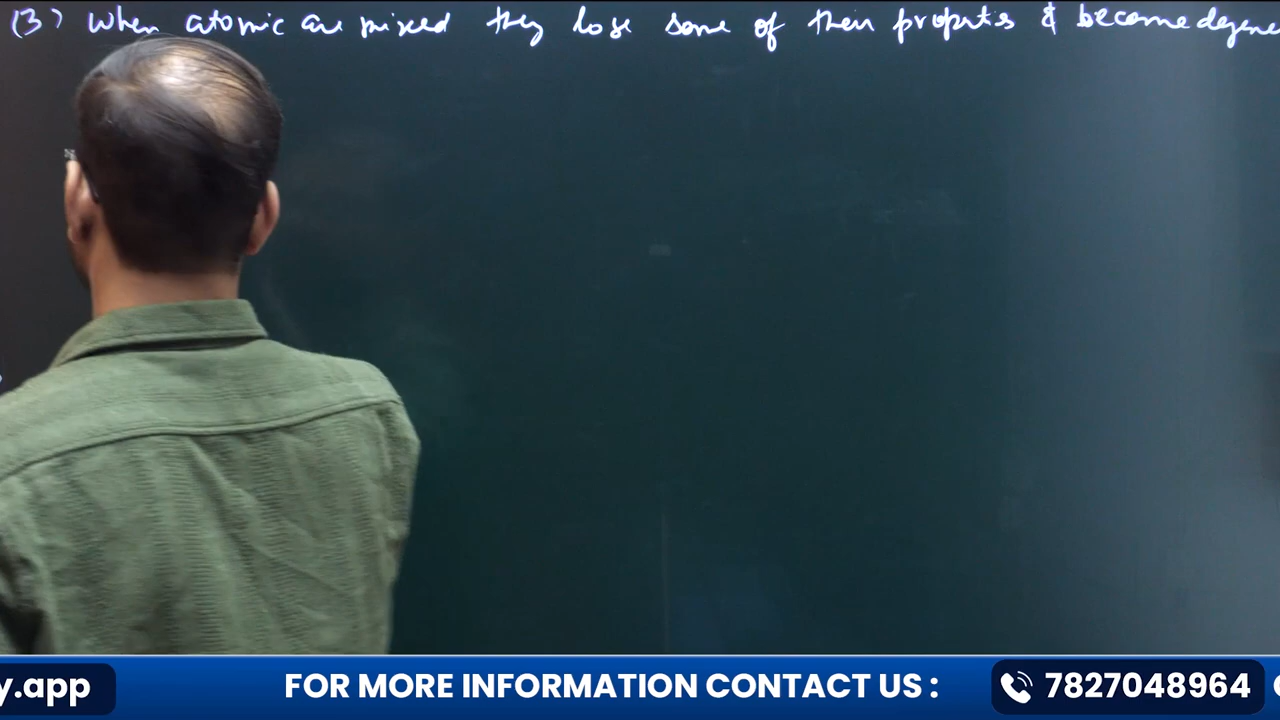 (3) When atomic are mixed they lose some of their proprtis & become degene
y.app FOR MORE INFORMATION CONTACT US : 7827048964